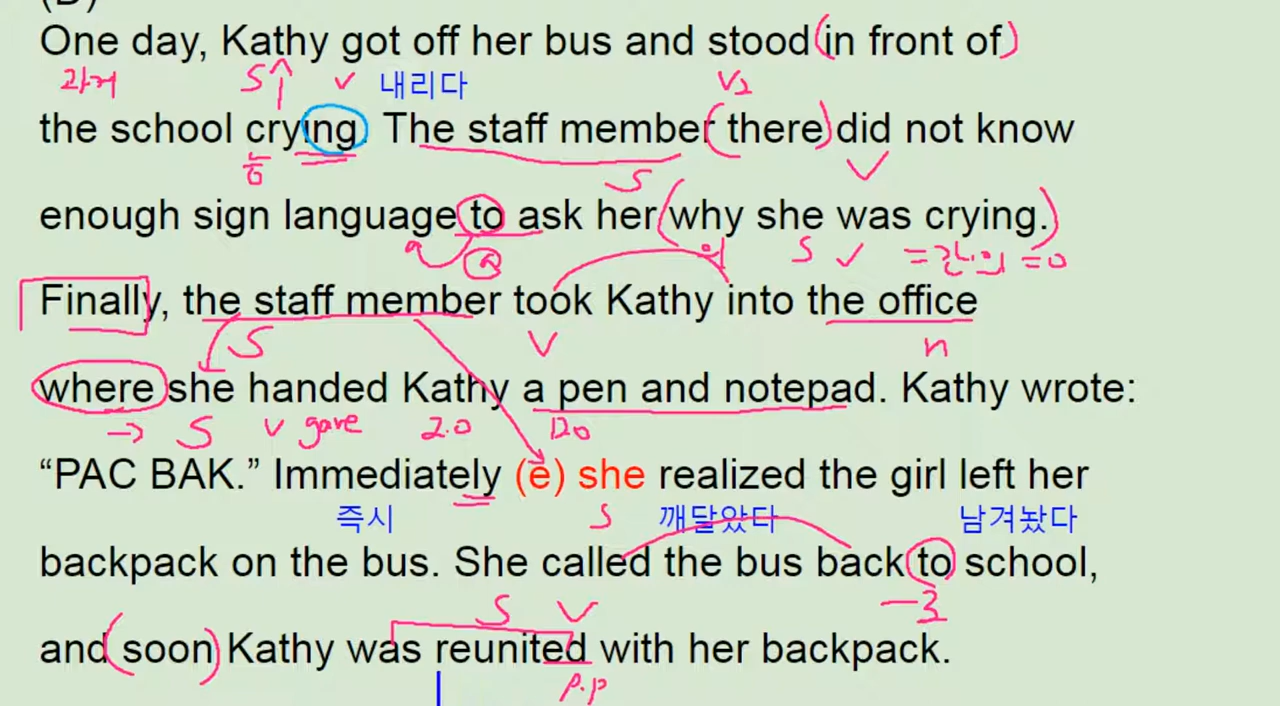 (D)
One day, Kathy got off her bus and stood (in front of)
과거 S V 내리다 V2
the school crying. The staff member (there) did not know
S V
enough sign language to ask her (why she was crying.)
S V =간.의=O
Finally, the staff member took Kathy into the office
S V n
where she handed Kathy a pen and notepad. Kathy wrote:
→ S V gave I.O D.O
“PAC BAK.” Immediately (e) she realized the girl left her
즉시 S 깨달았다 남겨놨다
backpack on the bus. She called the bus back to school,
S V
and (soon) Kathy was reunited with her backpack.
p.p